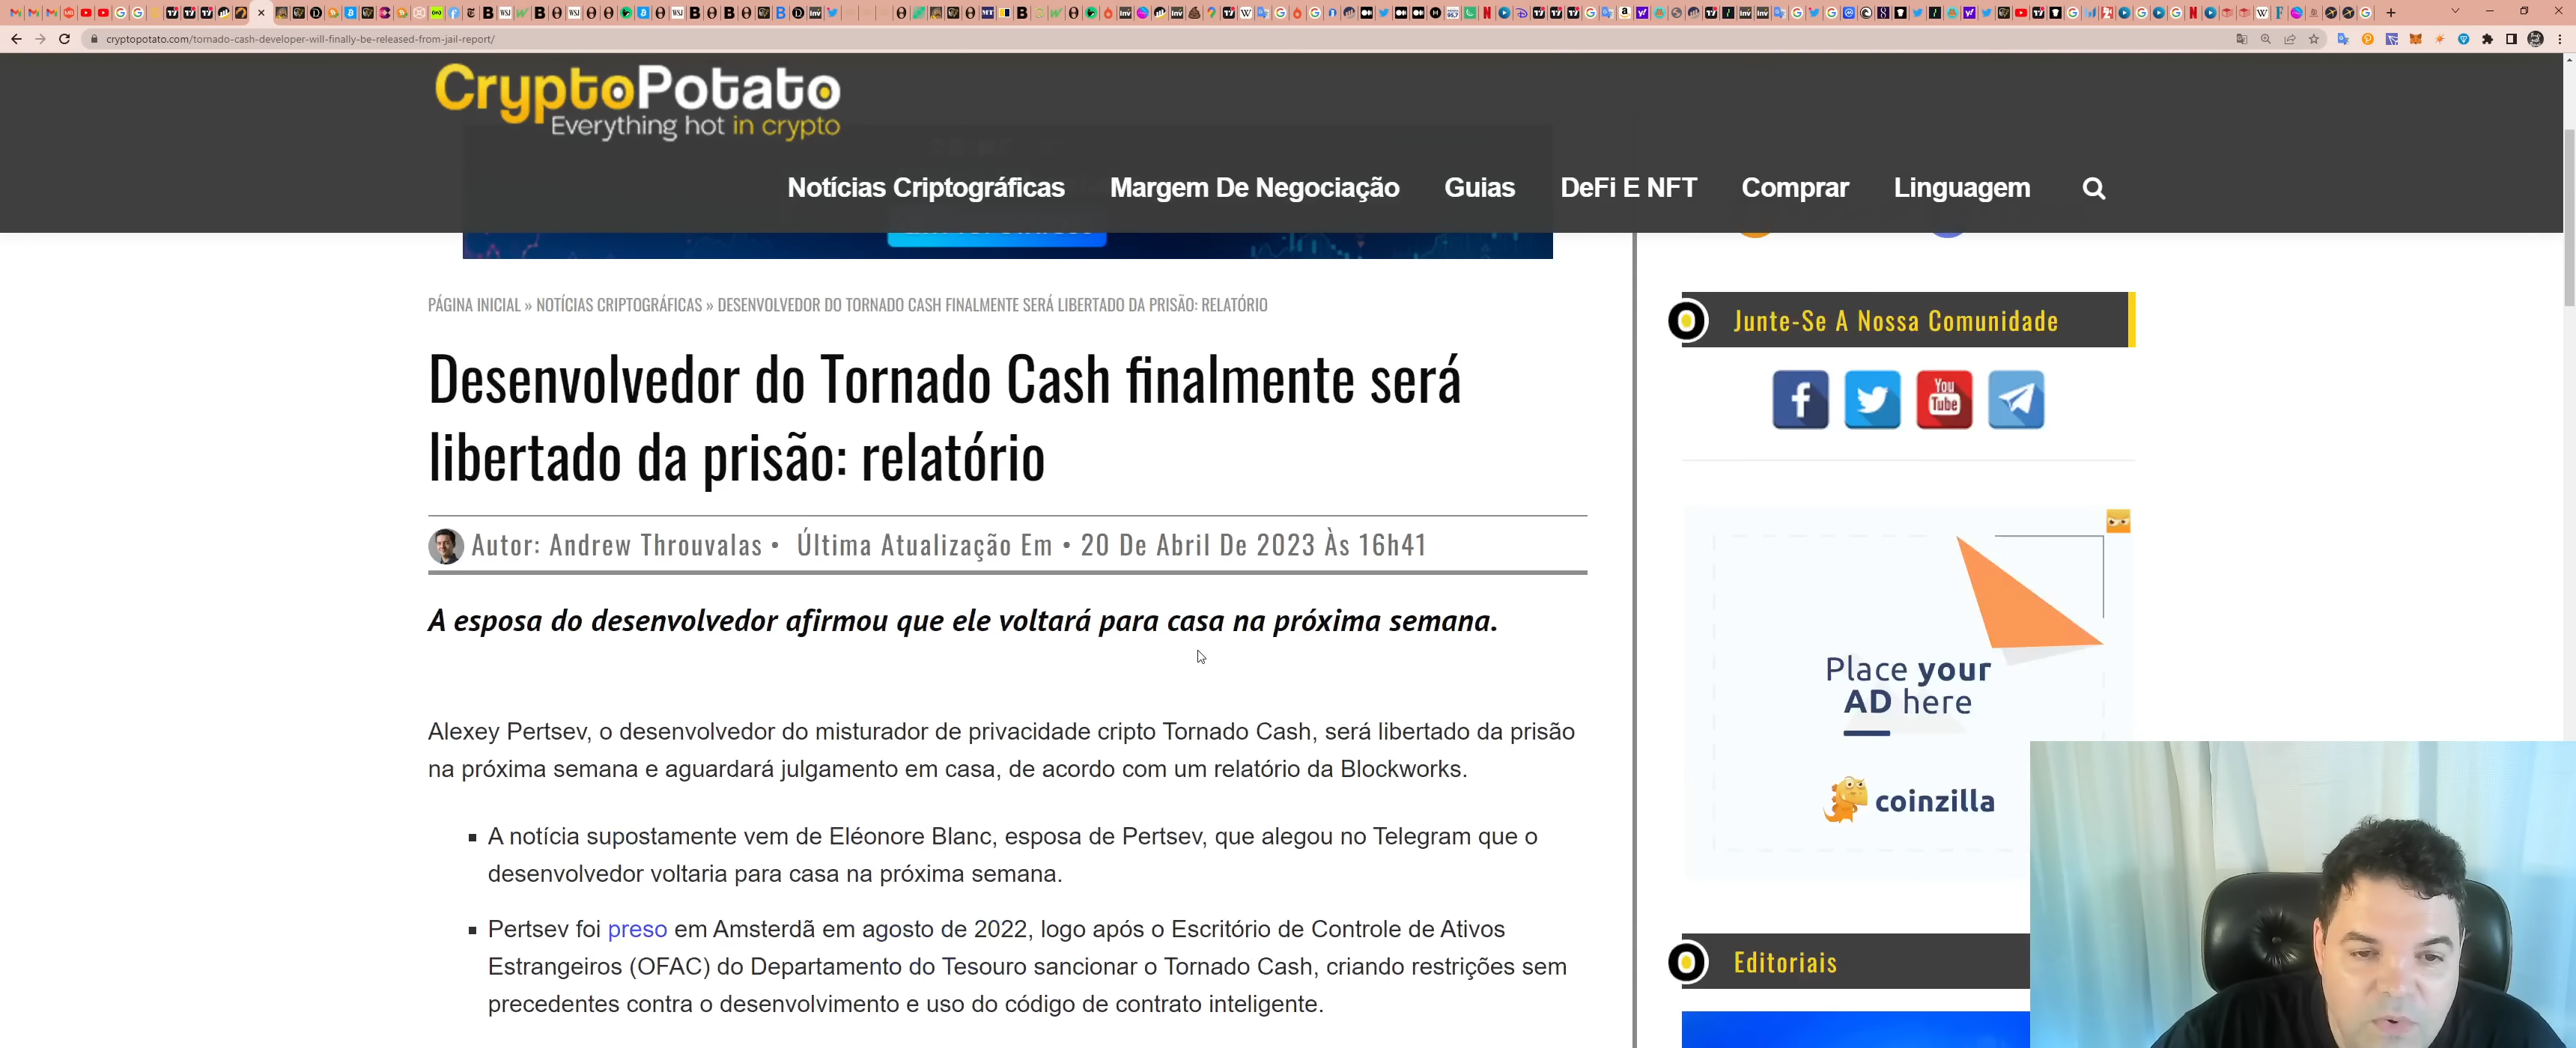 cryptopotato.com/tornado-cash-developer-will-finally-be-released-from-jail-report/
CryptoPotato
Everything hot in crypto
Notícias Criptográficas
Margem De Negociação
Guias
DeFi E NFT
Comprar
Linguagem
PÁGINA INICIAL » NOTÍCIAS CRIPTOGRÁFICAS » DESENVOLVEDOR DO TORNADO CASH FINALMENTE SERÁ LIBERTADO DA PRISÃO: RELATÓRIO
Desenvolvedor do Tornado Cash finalmente será
libertado da prisão: relatório
Autor: Andrew Throuvalas • Última Atualização Em • 20 De Abril De 2023 Às 16h41
A esposa do desenvolvedor afirmou que ele voltará para casa na próxima semana.
Alexey Pertsev, o desenvolvedor do misturador de privacidade cripto Tornado Cash, será libertado da prisão
na próxima semana e aguardará julgamento em casa, de acordo com um relatório da Blockworks.
▪ A notícia supostamente vem de Eléonore Blanc, esposa de Pertsev, que alegou no Telegram que o
desenvolvedor voltaria para casa na próxima semana.
▪ Pertsev foi preso em Amsterdã em agosto de 2022, logo após o Escritório de Controle de Ativos
Estrangeiros (OFAC) do Departamento do Tesouro sancionar o Tornado Cash, criando restrições sem
precedentes contra o desenvolvimento e uso do código de contrato inteligente.
Junte-Se A Nossa Comunidade
You
Tube
Place your
AD here
coinzilla
Editoriais